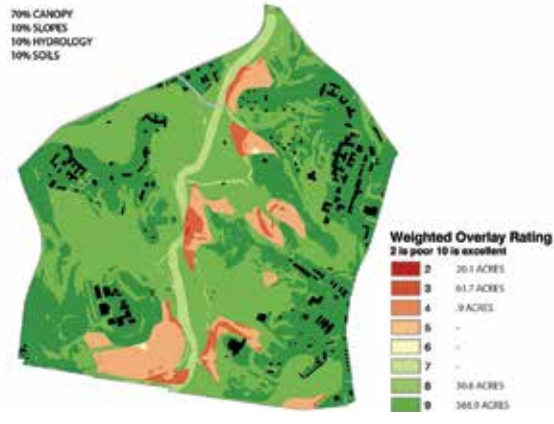 70% CANOPY
10% SLOPES
10% HYDROLOGY
10% SOILS
Weighted Overlay Rating
2 is poor 10 is excellent
2 20.1 ACRES
3 61.7 ACRES
4 .9 ACRES
5 -
6 -
7 -
8 30.6 ACRES
9 366.9 ACRES